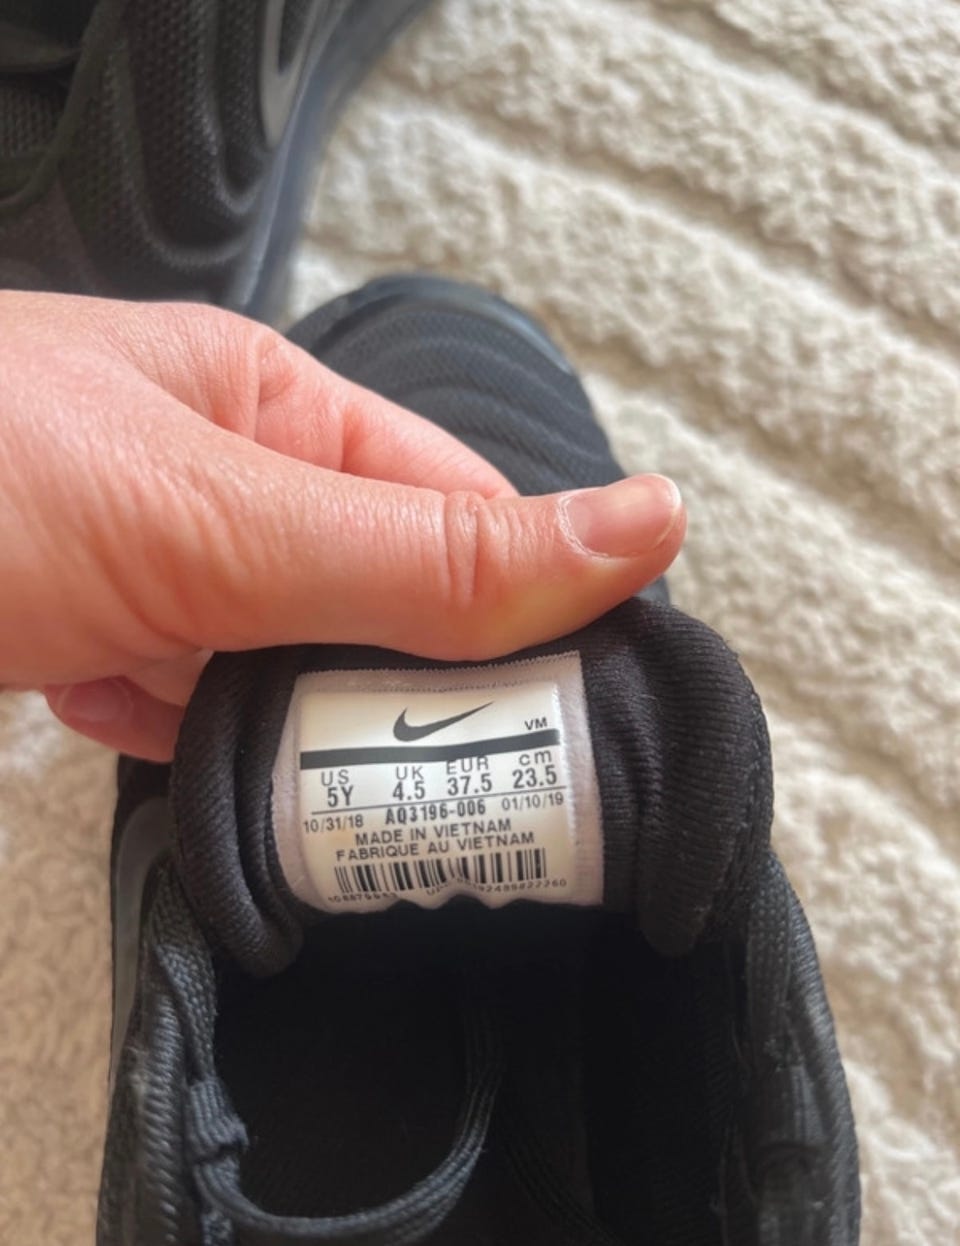 VM
US UK EUR cm
5Y 4.5 37.5 23.5
10/31/18 AQ3196-006 01/10/19
MADE IN VIETNAM
FABRIQUE AU VIETNAM